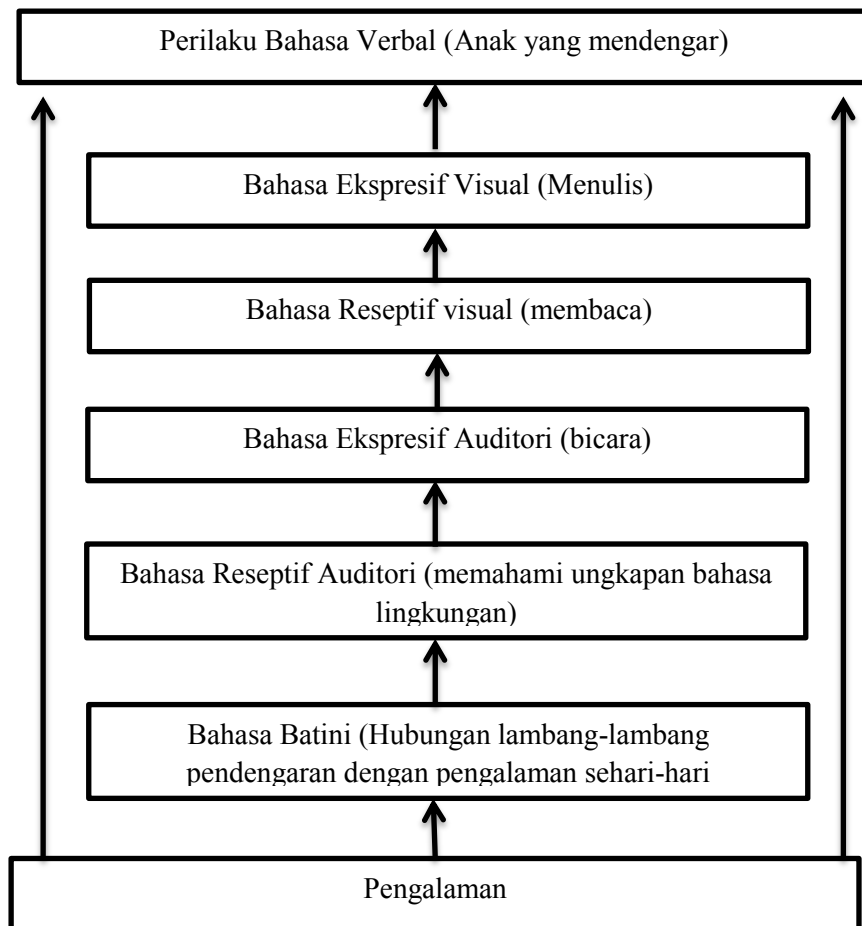 Perilaku Bahasa Verbal (Anak yang mendengar)
Bahasa Ekspresif Visual (Menulis)
Bahasa Reseptif visual (membaca)
Bahasa Ekspresif Auditori (bicara)
Bahasa Reseptif Auditori (memahami ungkapan bahasa
lingkungan)
Bahasa Batini (Hubungan lambang-lambang
pendengaran dengan pengalaman sehari-hari
Pengalaman